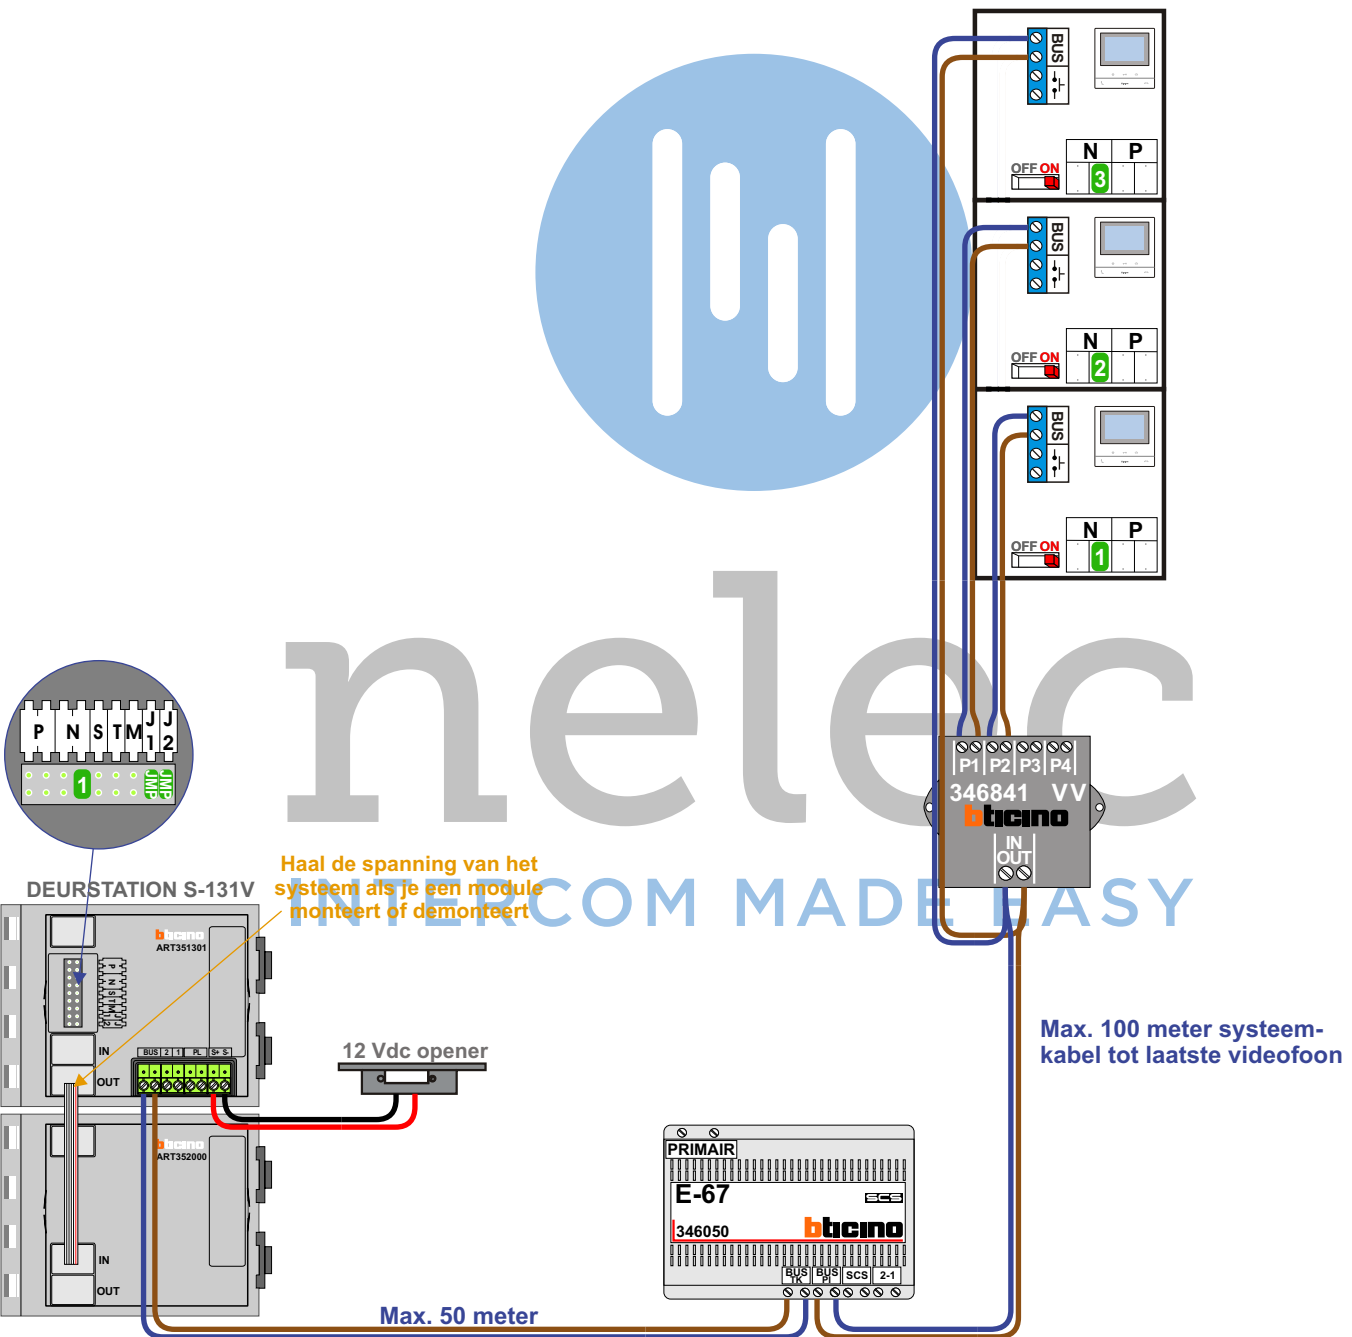 BUS
N P
OFF ON
3
BUS
N P
OFF ON
2
BUS
N P
OFF ON
1
nelec
INTERCOM MADE EASY
P N S T M J1 J2
1 JMP JMP
P1 P2 P3 P4
346841 VV
bticino
IN
OUT
Haal de spanning van het
systeem als je een module
monteert of demonteert
DEURSTATION S-131V
bticino
ART351301
P N S T M J1 J2
IN
OUT
BUS 2 1 PL S+ S-
12 Vdc opener
Max. 100 meter systeem-
kabel tot laatste videofoon
bticino
ART352000
IN
OUT
PRIMAIR
E-67
SCS
346050
bticino
BUS TK BUS PI SCS 2-1
Max. 50 meter